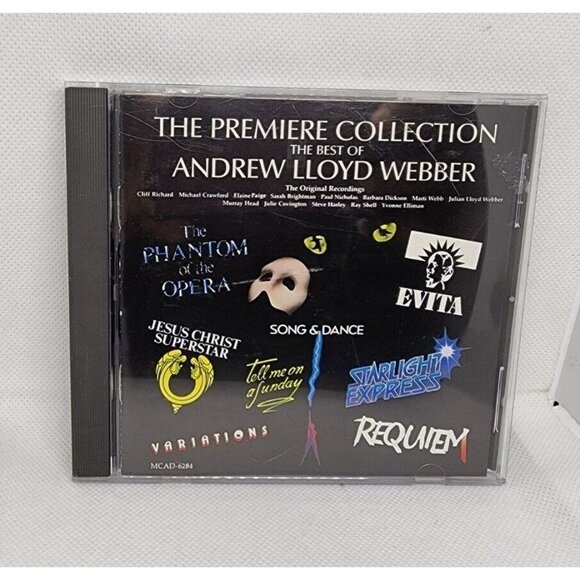 THE PREMIERE COLLECTION
THE BEST OF
ANDREW LLOYD WEBBER
The Original Recordings
Cliff Richard Michael Crawford Elaine Paige Sarah Brightman Paul Nicholas Barbara Dickson Marti Webb Julian Lloyd Webber
Murray Head Julie Covington Steve Harley Ray Shell Yvonne Elliman
The
PHANTOM
of the
OPERA
EVITA
SONG & DANCE
JESUS CHRIST
SUPERSTAR
tell me on
a Sunday
STARLIGHT
EXPRESS
VARIATIONS
REQUIEM
MCAD-6284